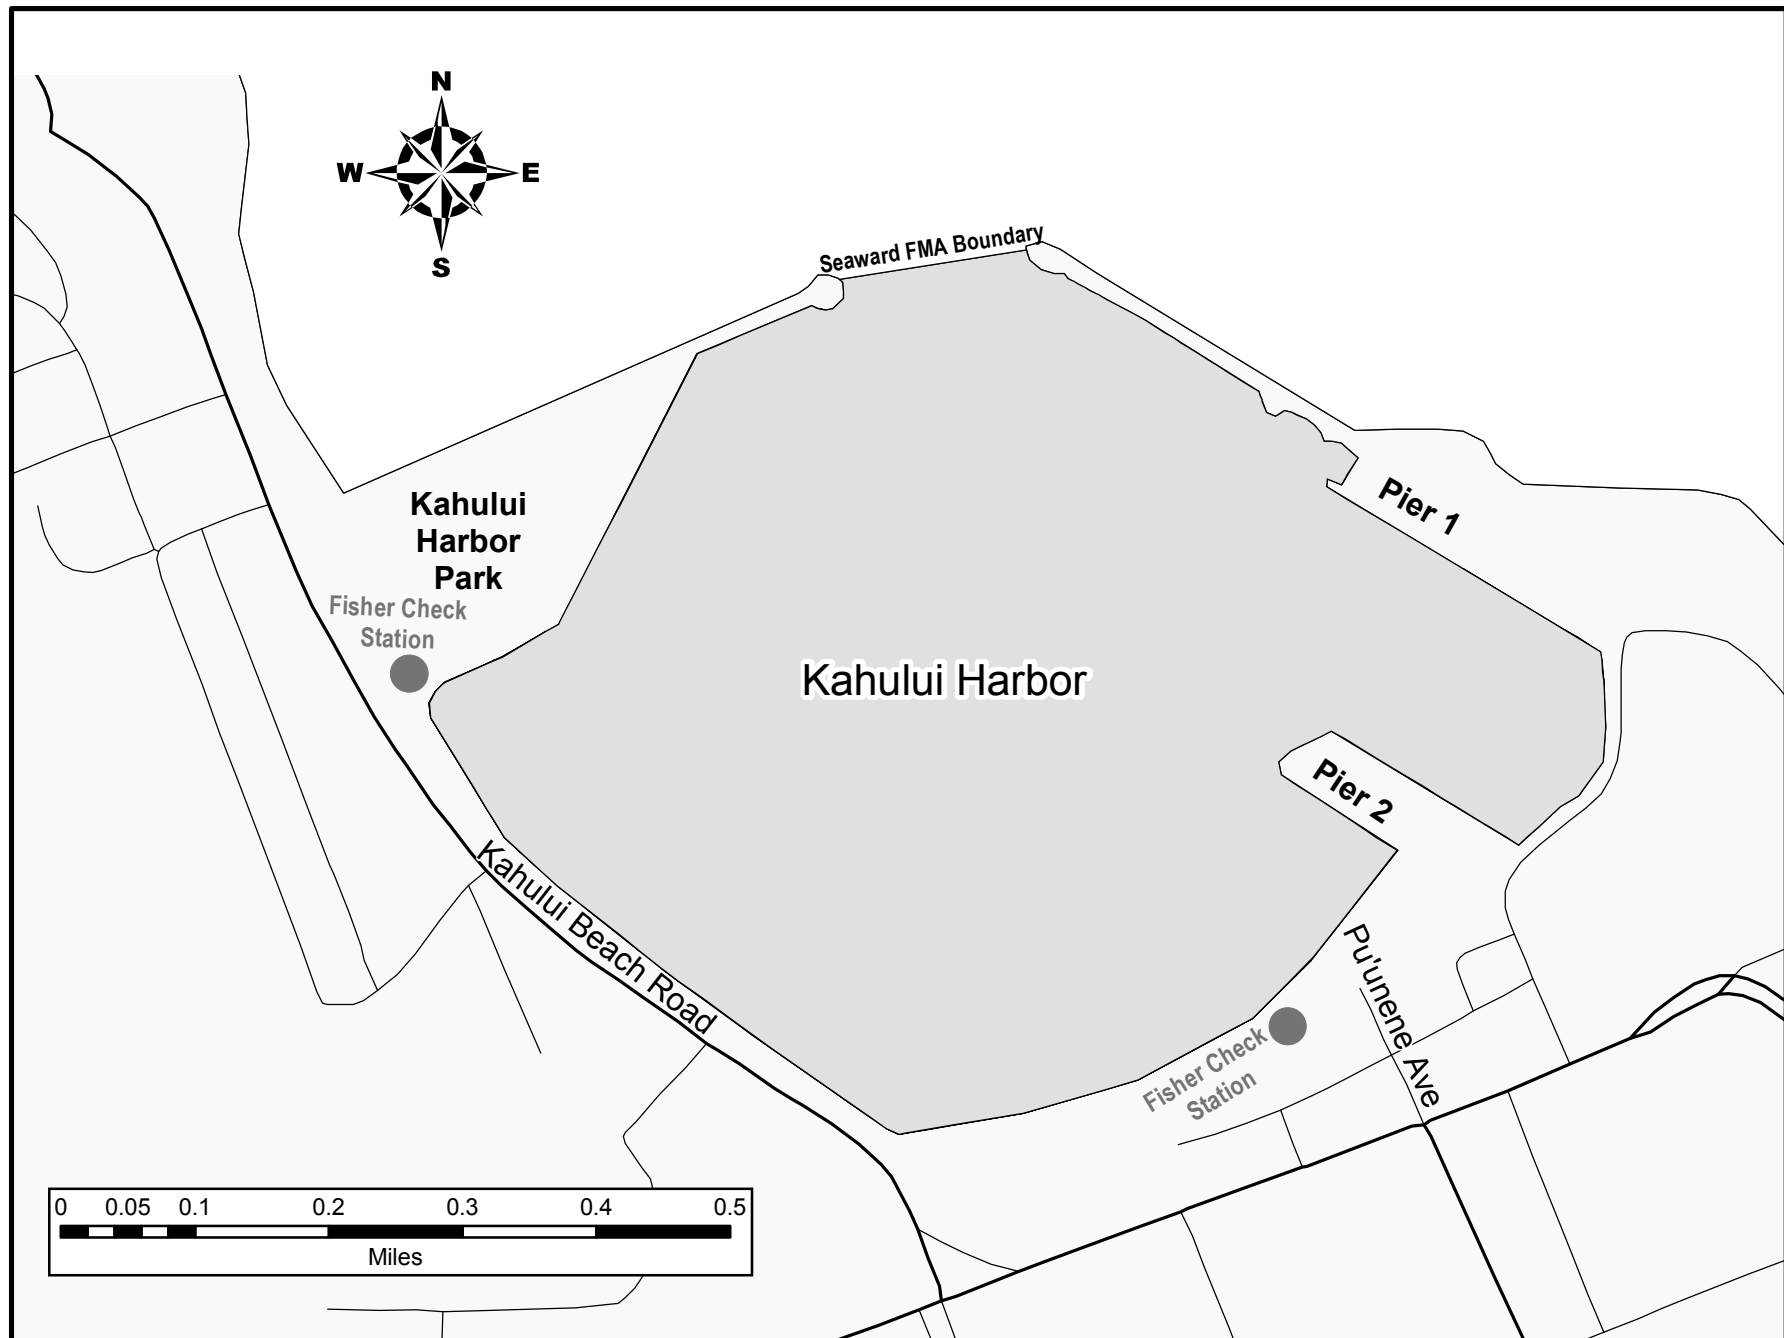 N
W
E
S
Seaward FMA Boundary
Kahului
Harbor
Park
Pier 1
Fisher Check
Station
Kahului Harbor
Pier 2
Kahului Beach Road
Pu'unene Ave
Fisher Check
Station
0 0.05 0.1 0.2 0.3 0.4 0.5
Miles